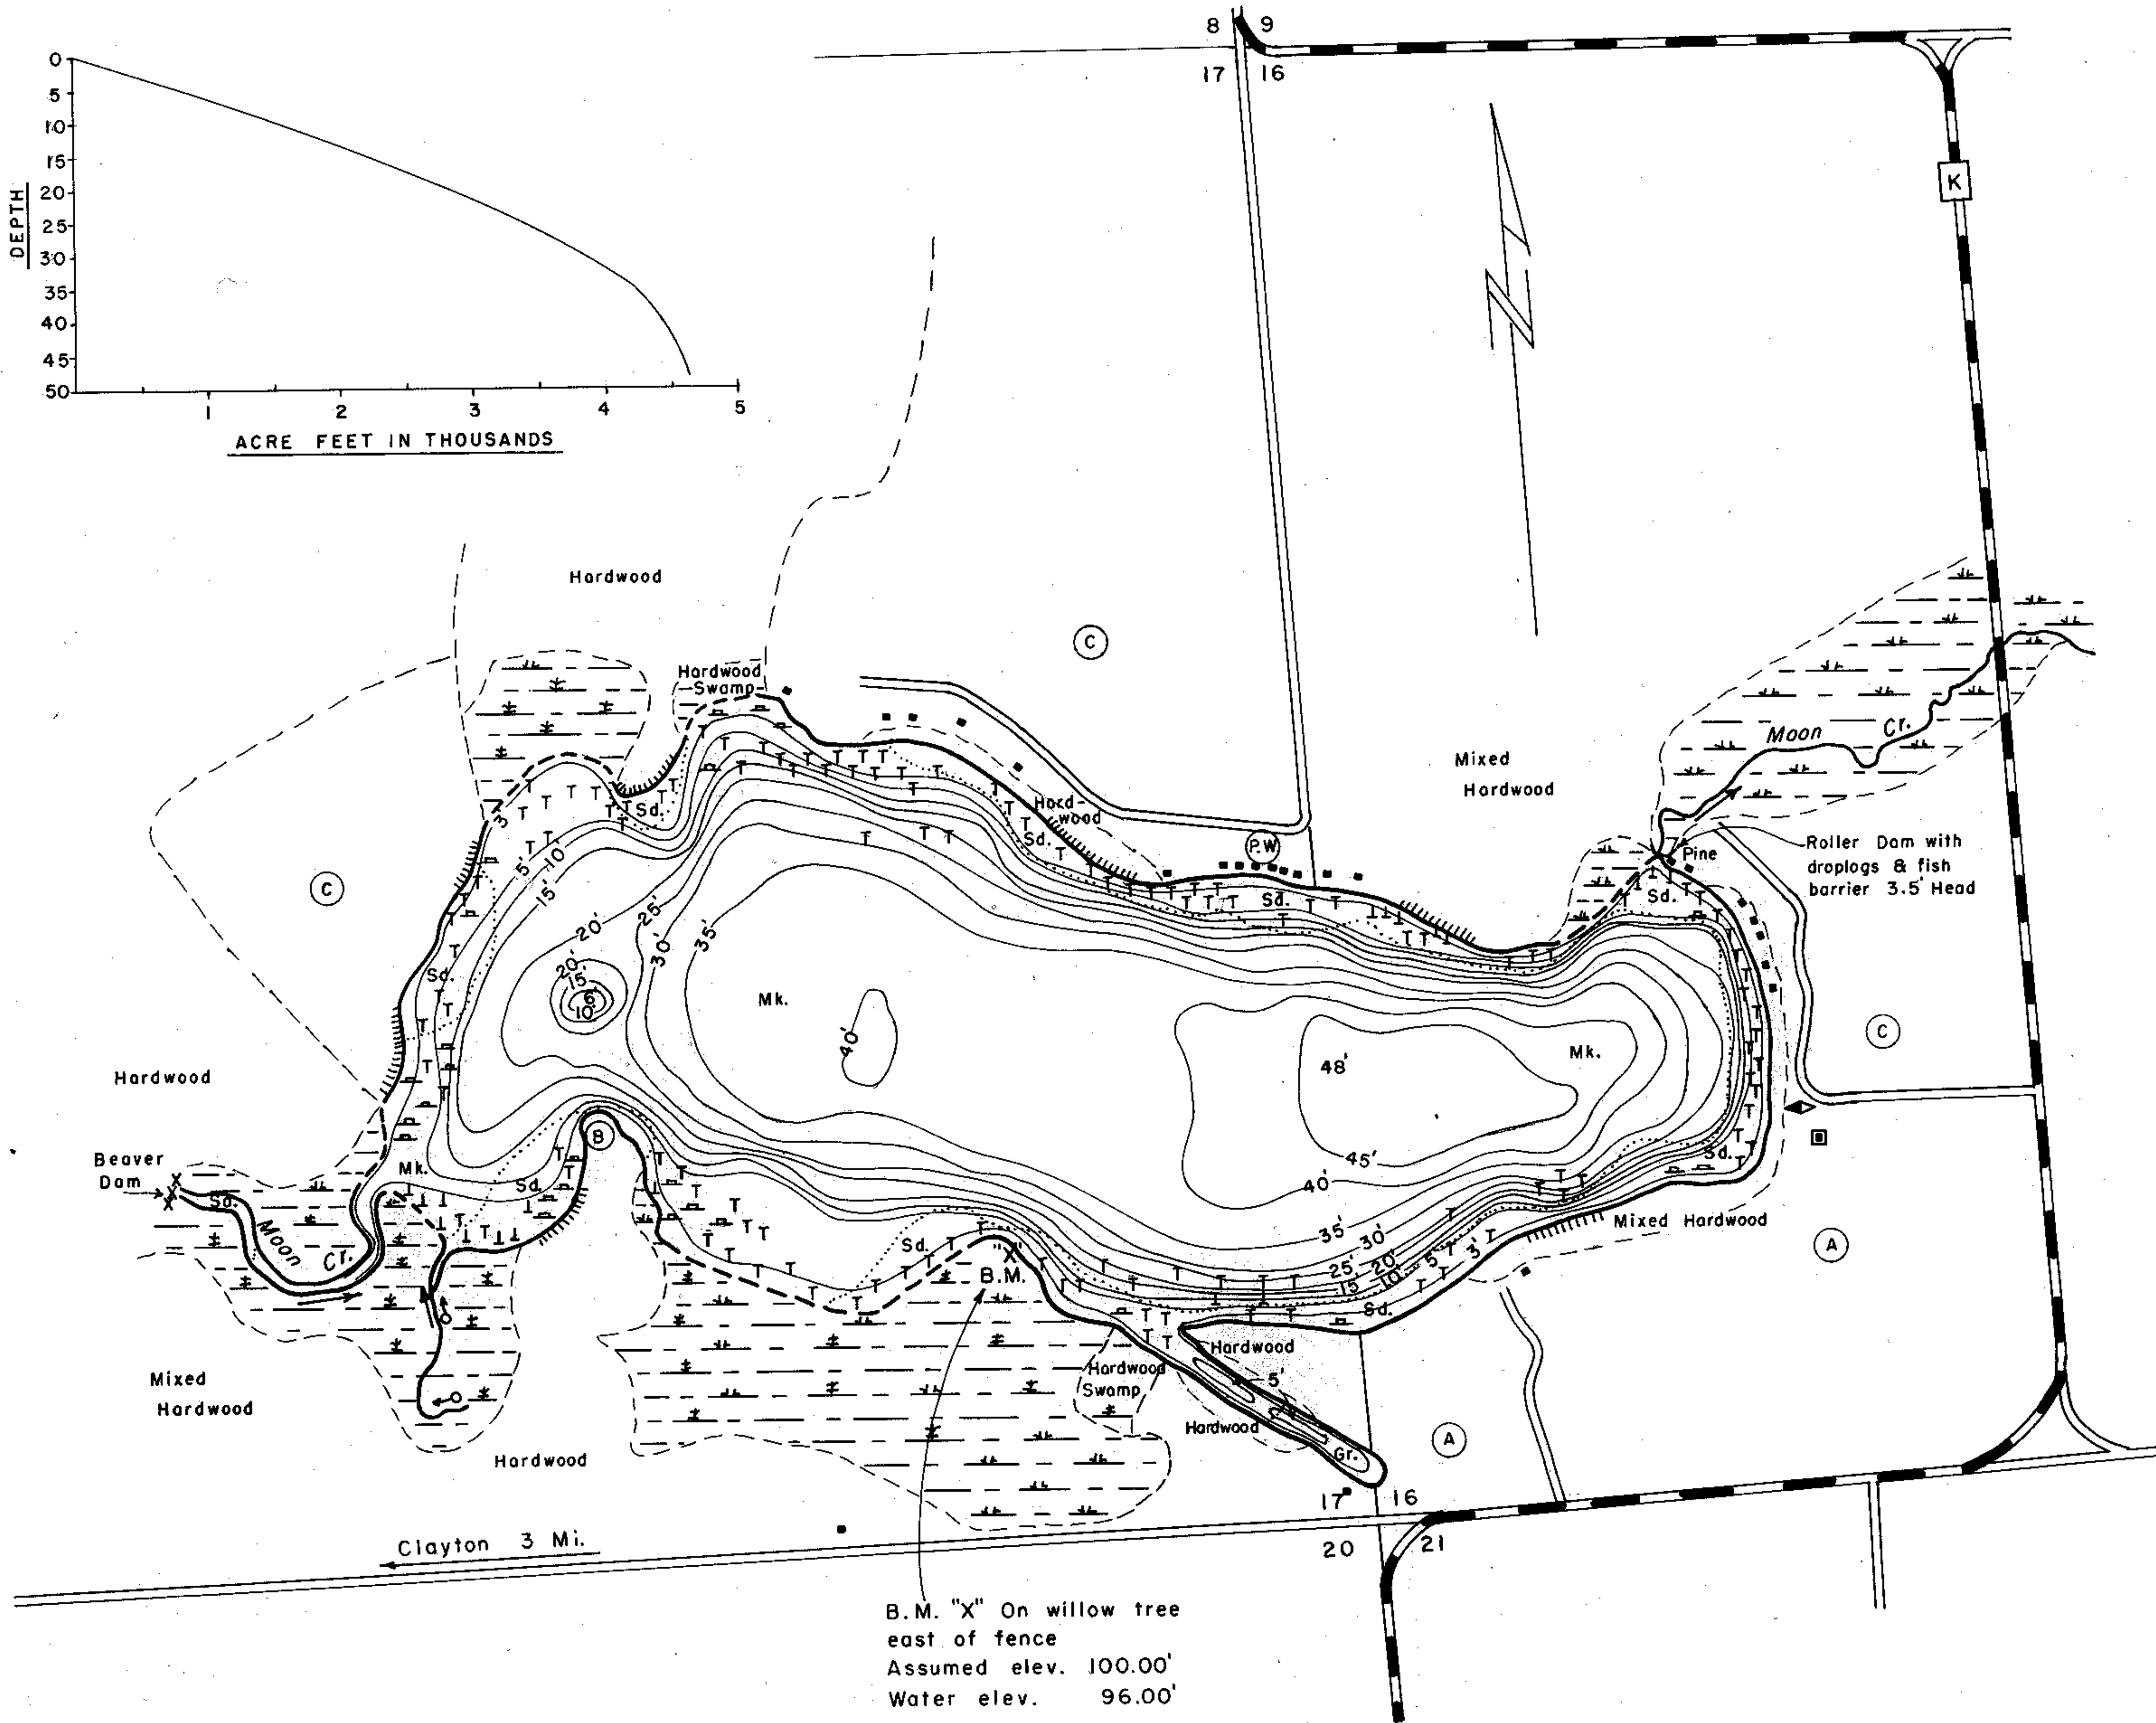 8 9
17 16
0
5
10
15
20
25
30
35
40
45
50
DEPTH
1 2 3 4 5
ACRE FEET IN THOUSANDS
K
Hardwood
Hardwood
Swamp
C
Mixed
Hardwood
Moon Cr.
Hard-
wood
Sd.
Sd.
P.W
Pine
Roller Dam with
droplogs & fish
barrier 3.5' Head
Sd.
Sd.
C
3'
5' 10'
15'
20'
25'
30'
35'
20'
15'
6'
10'
Sd.
Mk.
40'
48'
Mk.
C
Hardwood
B
Beaver
Dam
Sd.
Mk.
Sd.
Moon Cr.
45'
40'
35' 30'
25' 20'
15' 10' 5' 3'
Sd.
Mixed Hardwood
A
Sd.
"X"
B.M.
Sd.
Hardwood
Hardwood
Swamp
5'
Hardwood
Gr.
A
Mixed
Hardwood
Hardwood
17 16
20 21
Clayton 3 Mi.
B.M. "X" On willow tree
east of fence
Assumed elev. 100.00'
Water elev. 96.00'